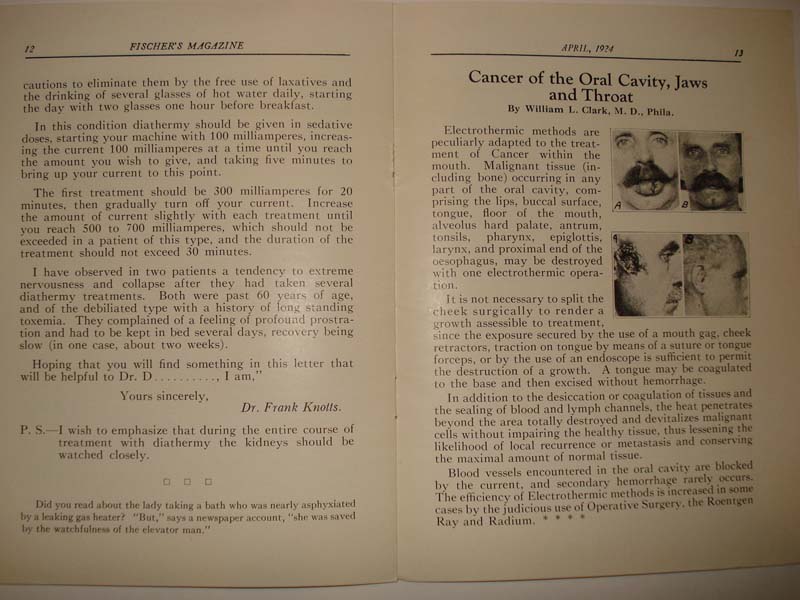 12
FISCHER'S MAGAZINE
cautions to eliminate them by the free use of laxatives and
the drinking of several glasses of hot water daily, starting
the day with two glasses one hour before breakfast.
In this condition diathermy should be given in sedative
doses, starting your machine with 100 milliamperes, increas-
ing the current 100 milliamperes at a time until you reach
the amount you wish to give, and taking five minutes to
bring up your current to this point.
The first treatment should be 300 milliamperes for 20
minutes, then gradually turn off your current. Increase
the amount of current slightly with each treatment until
you reach 500 to 700 milliamperes, which should not be
exceeded in a patient of this type, and the duration of the
treatment should not exceed 30 minutes.
I have observed in two patients a tendency to extreme
nervousness and collapse after they had taken several
diathermy treatments. Both were past 60 years of age,
and of the debiliated type with a history of long standing
toxemia. They complained of a feeling of profound prostra-
tion and had to be kept in bed several days, recovery being
slow (in one case, about two weeks).
Hoping that you will find something in this letter that
will be helpful to Dr. D.........., I am,"
Yours sincerely,
Dr. Frank Knotts.
P. S.—I wish to emphasize that during the entire course of
treatment with diathermy the kidneys should be
watched closely.
Did you read about the lady taking a bath who was nearly asphyxiated
by a leaking gas heater? "But," says a newspaper account, "she was saved
by the watchfulness of the elevator man."
APRIL, 1924
13
Cancer of the Oral Cavity, Jaws
and Throat
By William L. Clark, M. D., Phila.
Electrothermic methods are
peculiarly adapted to the treat-
ment of Cancer within the
mouth. Malignant tissue (in-
cluding bone) occurring in any
part of the oral cavity, com-
prising the lips, buccal surface,
tongue, floor of the mouth,
alveolus hard palate, antrum,
tonsils, pharynx, epiglottis,
larynx, and proximal end of the
oesophagus, may be destroyed
with one electrothermic opera-
tion.
A
B
A
B
It is not necessary to split the
cheek surgically to render a
growth assessible to treatment,
since the exposure secured by the use of a mouth gag, cheek
retractors, traction on tongue by means of a suture or tongue
forceps, or by the use of an endoscope is sufficient to permit
the destruction of a growth. A tongue may be coagulated
to the base and then excised without hemorrhage.
In addition to the desiccation or coagulation of tissues and
the sealing of blood and lymph channels, the heat penetrates
beyond the area totally destroyed and devitalizes malignant
cells without impairing the healthy tissue, thus lessening the
likelihood of local recurrence or metastasis and conserving
the maximal amount of normal tissue.
Blood vessels encountered in the oral cavity are blocked
by the current, and secondary hemorrhage rarely occurs.
The efficiency of Electrothermic methods is increased in some
cases by the judicious use of Operative Surgery, the Roentgen
Ray and Radium. * * * *